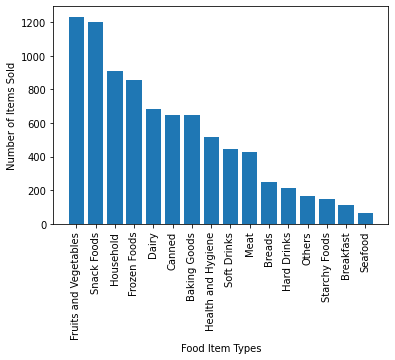 1200
1000
800
600
400
200
0
Number of Items Sold
Fruits and Vegetables
Snack Foods
Household
Frozen Foods
Dairy
Canned
Baking Goods
Health and Hygiene
Soft Drinks
Meat
Breads
Hard Drinks
Others
Starchy Foods
Breakfast
Seafood
Food Item Types